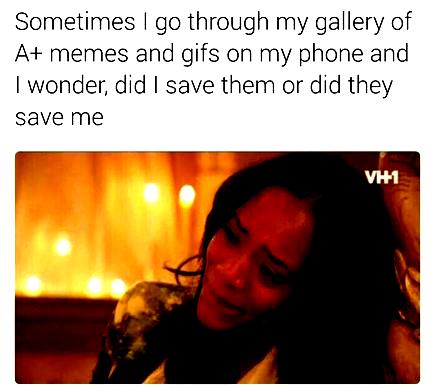 Sometimes I go through my gallery of
A+ memes and gifs on my phone and
I wonder, did I save them or did they
save me
VH1